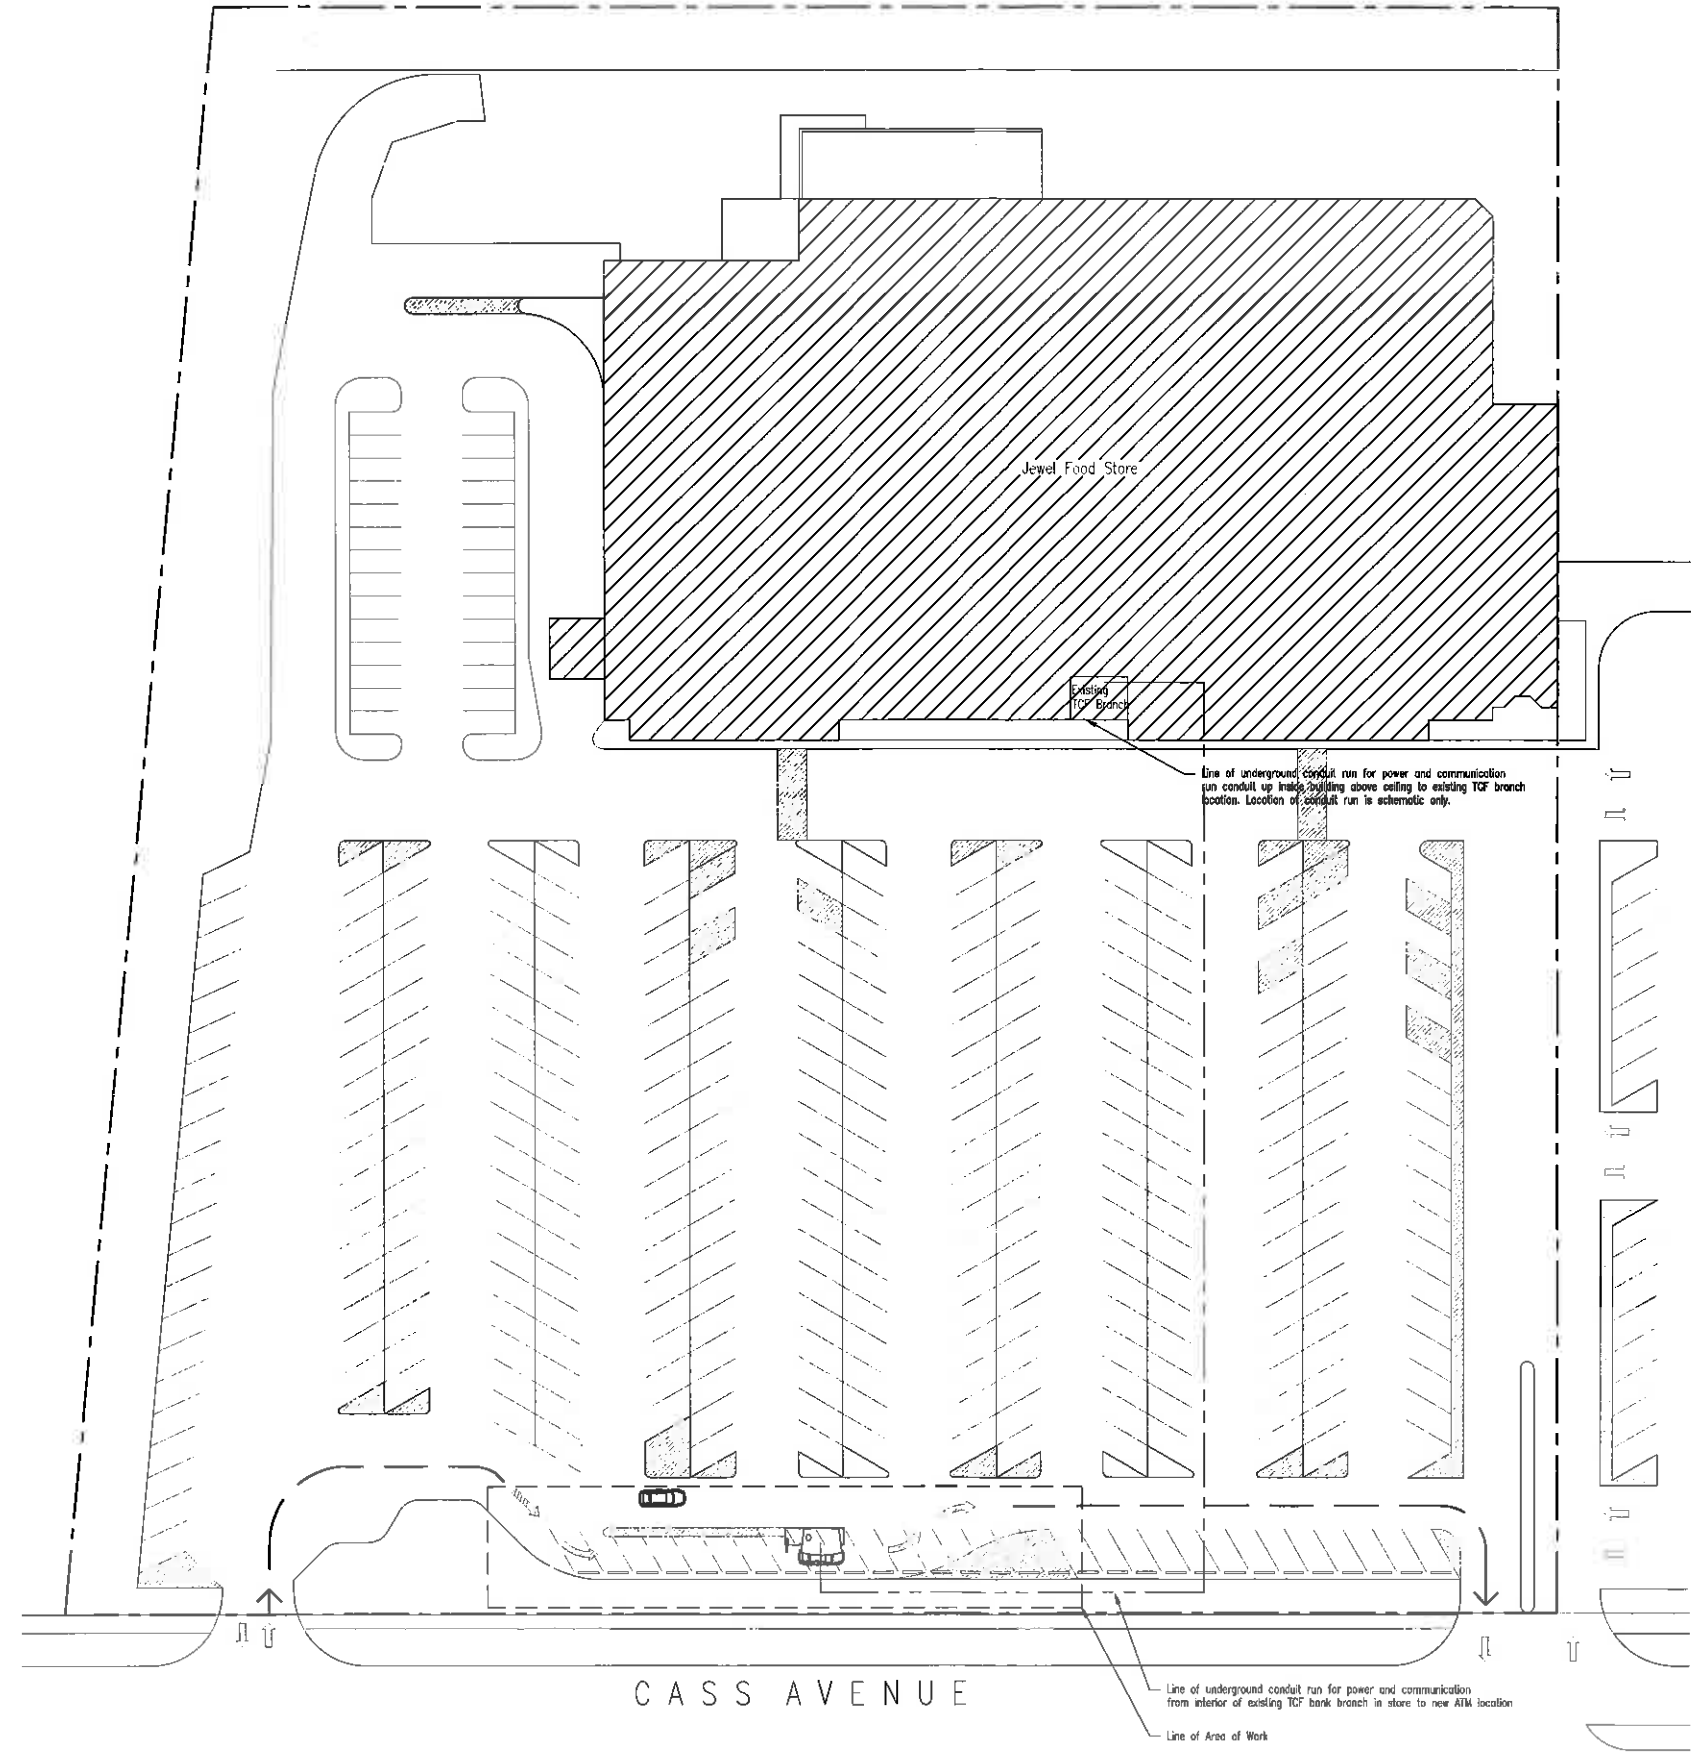 Jewel Food Store
Existing
TCF Branch
Line of underground conduit run for power and communication
run conduit up inside building above ceiling to existing TCF branch
location. Location of conduit run is schematic only.
CASS AVENUE
Line of underground conduit run for power and communication
from interior of existing TCF bank branch in store to new ATM location
Line of Area of Work